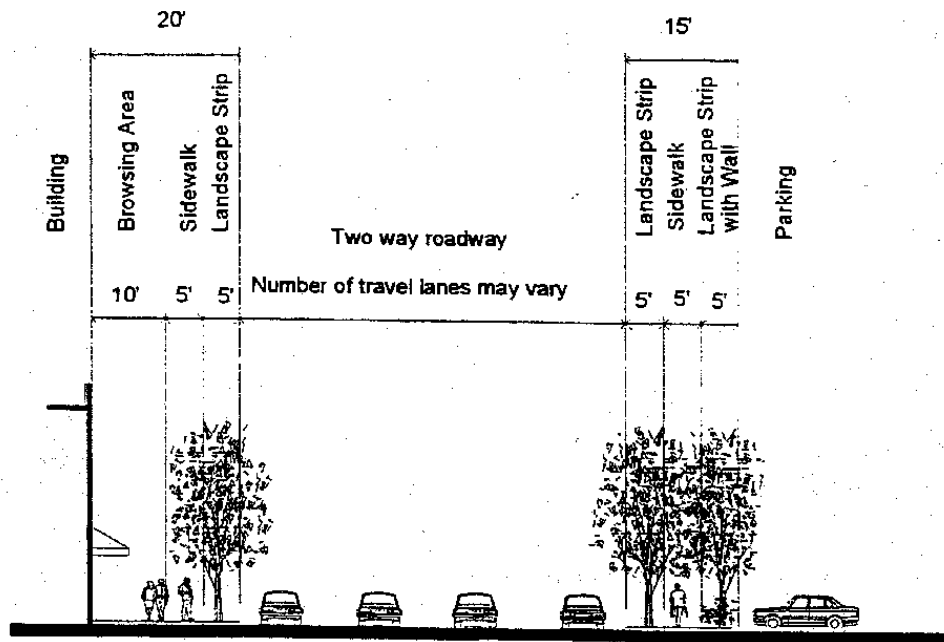 20'
15'
Building
Browsing Area
Sidewalk
Landscape Strip
Two way roadway
Number of travel lanes may vary
Landscape Strip
Sidewalk
Landscape Strip
with Wall
Parking
10'
5'
5'
5'
5'
5'